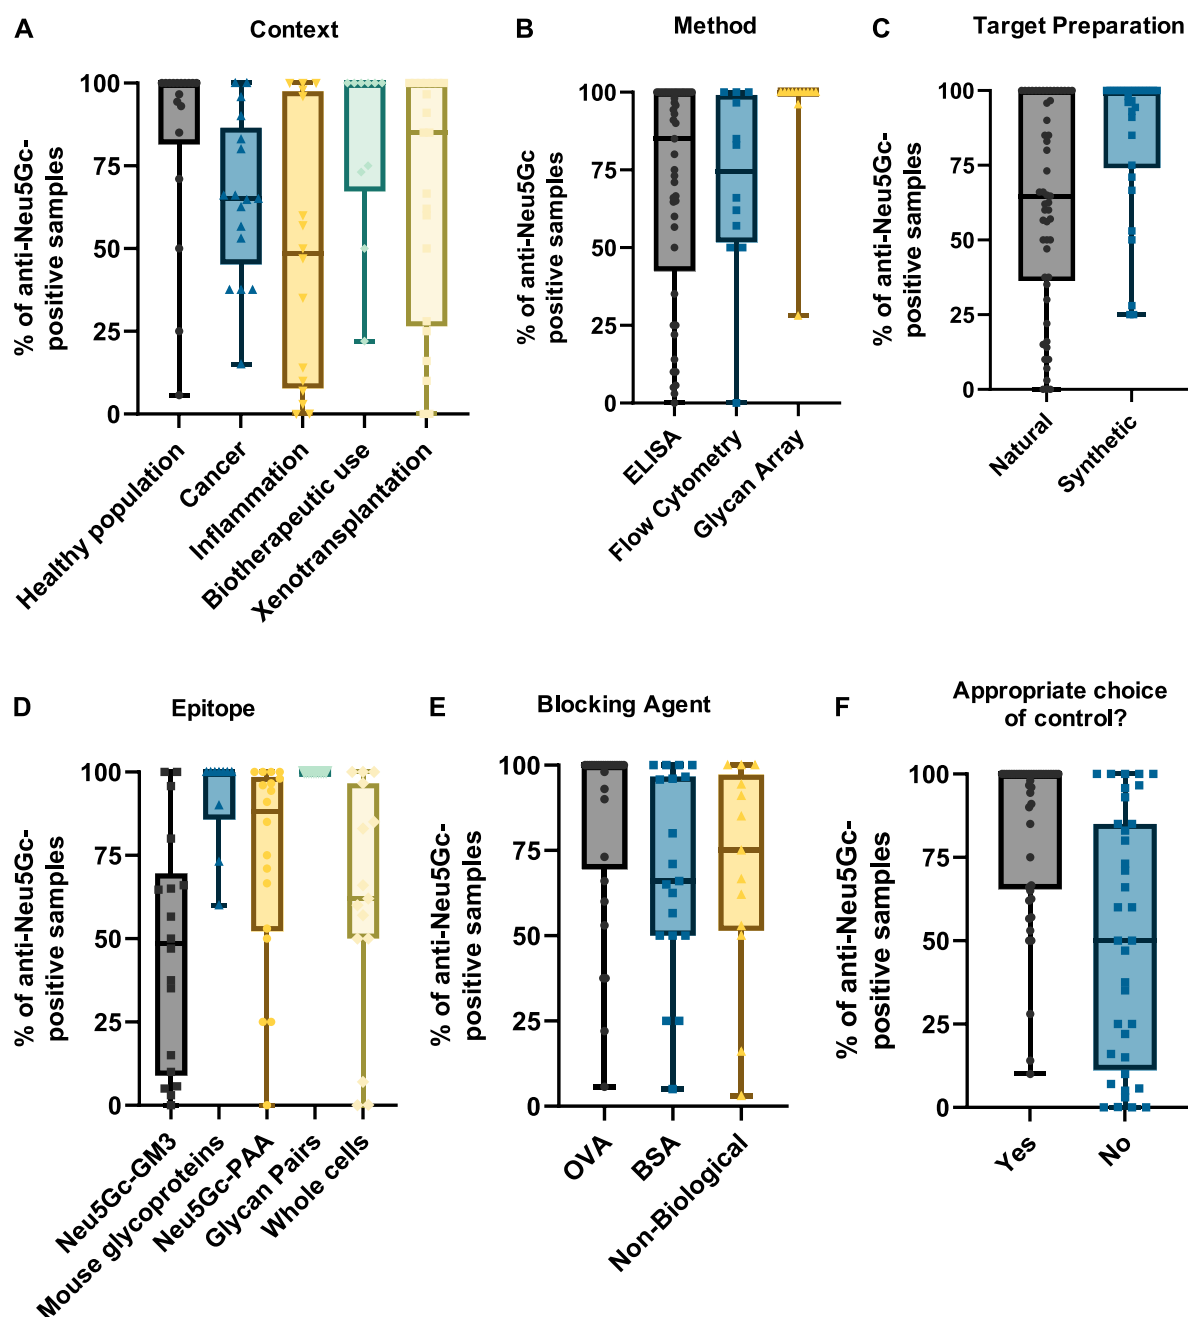 A
Context
% of anti-Neu5Gc-
positive samples
100
75
50
25
0
Healthy population
Cancer
Inflammation
Biotherapeutic use
Xenotransplantation
B
Method
% of anti-Neu5Gc
positive samples
100
75
50
25
0
ELISA
Flow Cytometry
Glycan Array
C
Target Preparation
% of anti-Neu5Gc-
positive samples
100
75
50
25
0
Natural
Synthetic
D
Epitope
% of anti-Neu5Gc-
positive samples
100
75
50
25
0
Neu5Gc-GM3
Mouse glycoproteins
Neu5Gc-PAA
Glycan Pairs
Whole cells
E
Blocking Agent
% of anti-Neu5Gc-
positive samples
100
75
50
25
0
OVA
BSA
Non-Biological
F
Appropriate choice
of control?
% of anti-Neu5Gc-
positive samples
100
75
50
25
0
Yes
No